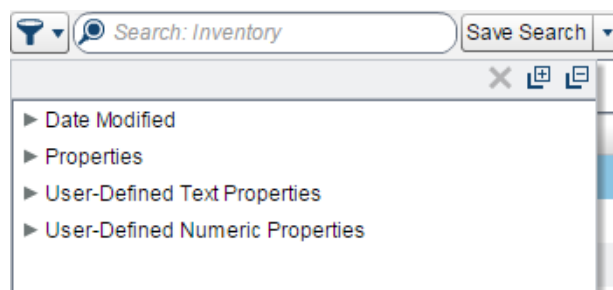 Search: Inventory
Save Search
Date Modified
Properties
User-Defined Text Properties
User-Defined Numeric Properties